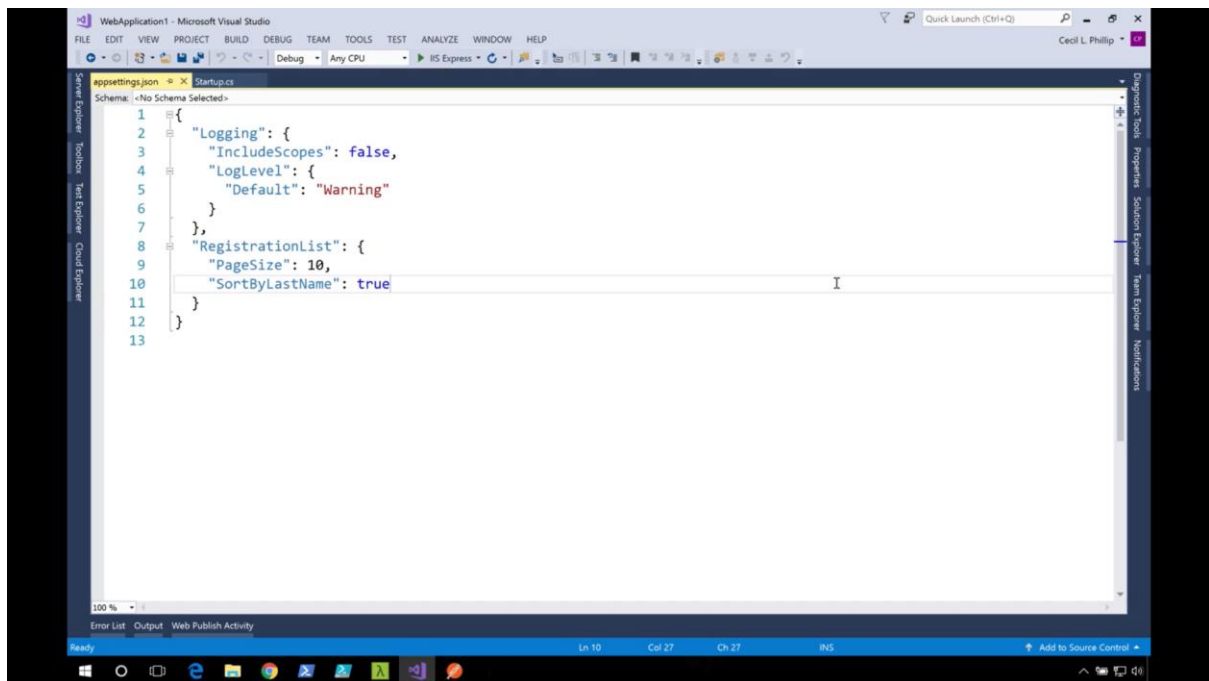 WebApplication1 - Microsoft Visual Studio
Quick Launch (Ctrl+Q)
FILE EDIT VIEW PROJECT BUILD DEBUG TEAM TOOLS TEST ANALYZE WINDOW HELP
Cecil L. Phillip CP
Debug Any CPU IIS Express
appsettings.json Startup.cs
Schema: <No Schema Selected>
1 {
2 "Logging": {
3 "IncludeScopes": false,
4 "LogLevel": {
5 "Default": "Warning"
6 }
7 },
8 "RegistrationList": {
9 "PageSize": 10,
10 "SortByLastName": true
11 }
12 }
13
Server Explorer
Toolbox
Test Explorer
Cloud Explorer
Diagnostic Tools
Properties
Solution Explorer
Team Explorer
Notifications
100 %
Error List Output Web Publish Activity
Ready Ln 10 Col 27 Ch 27 INS Add to Source Control